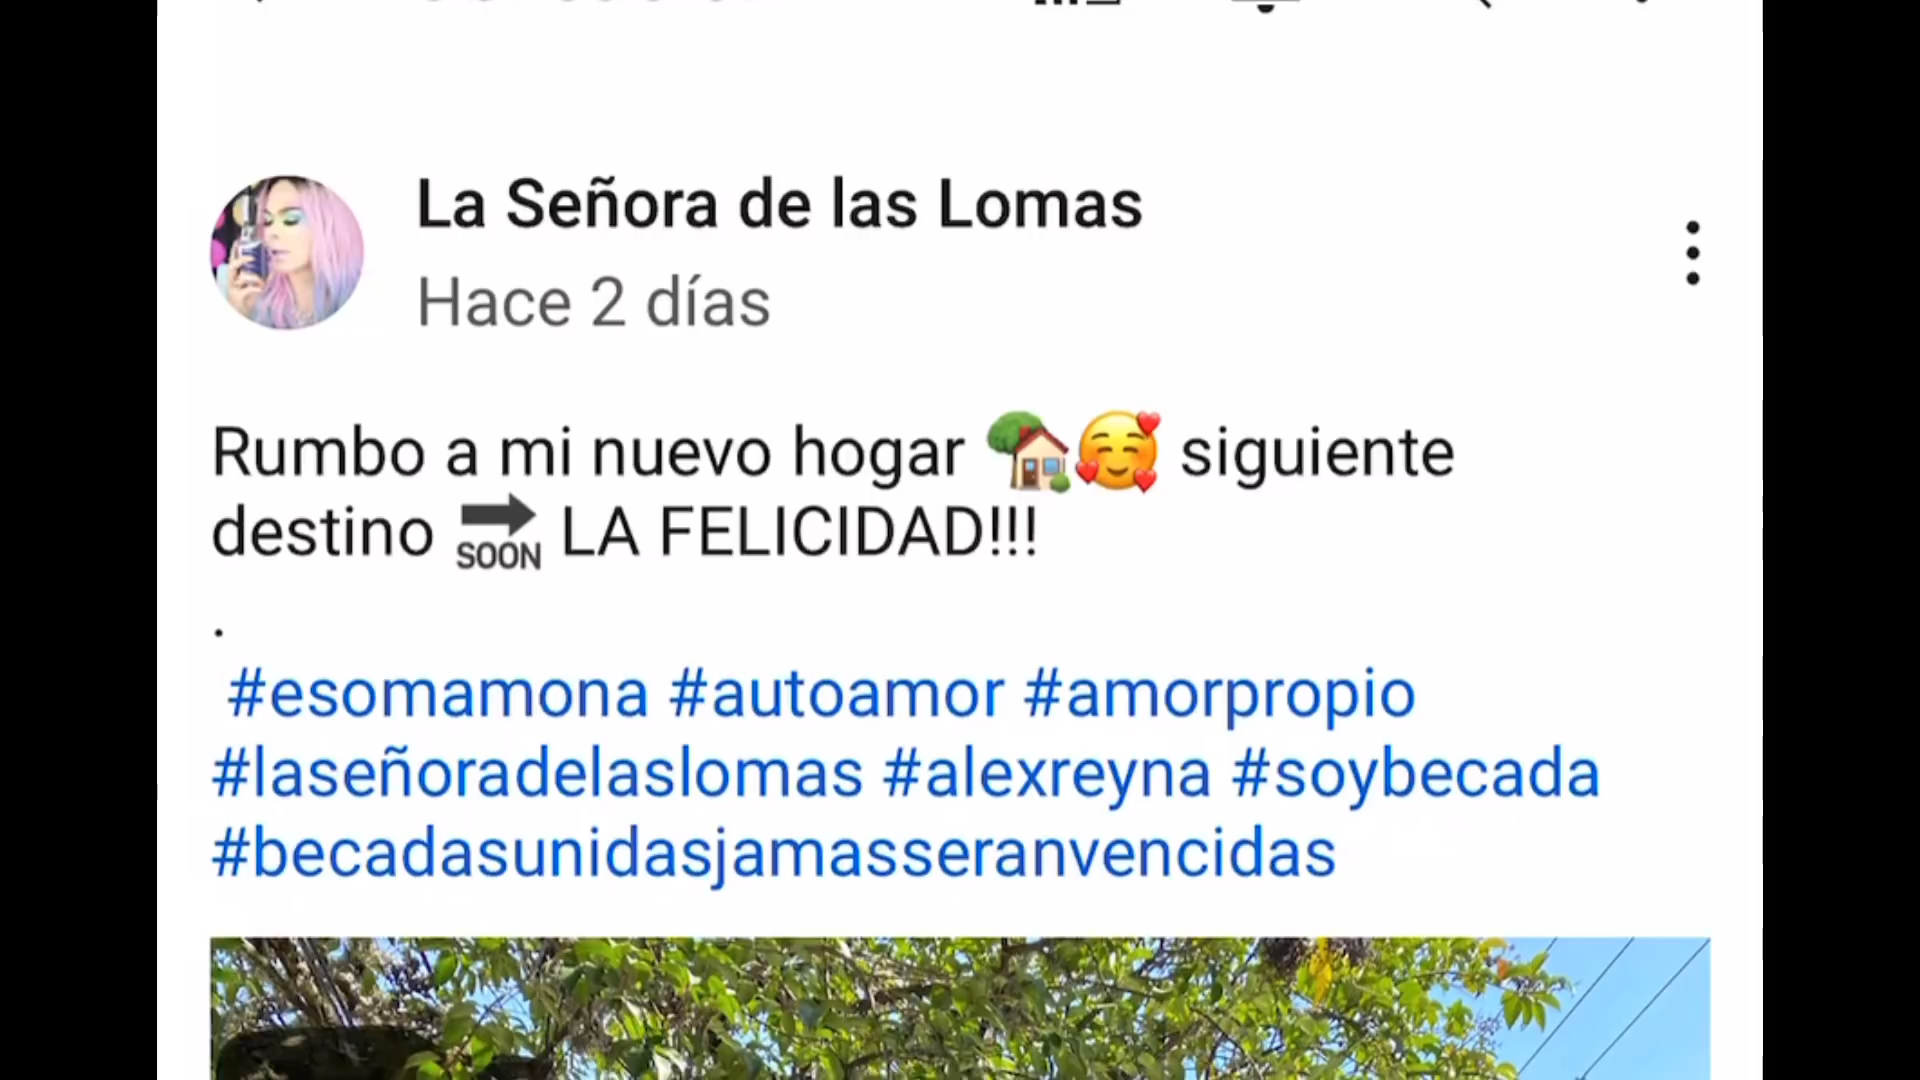 La Señora de las Lomas
Hace 2 días
Rumbo a mi nuevo hogar 🏡🥰 siguiente
destino 🔜 LA FELICIDAD!!!
.
#esomamona #autoamor #amorpropio
#laseñoradelaslomas #alexreyna #soybecada
#becadasunidasjamasseranvencidas